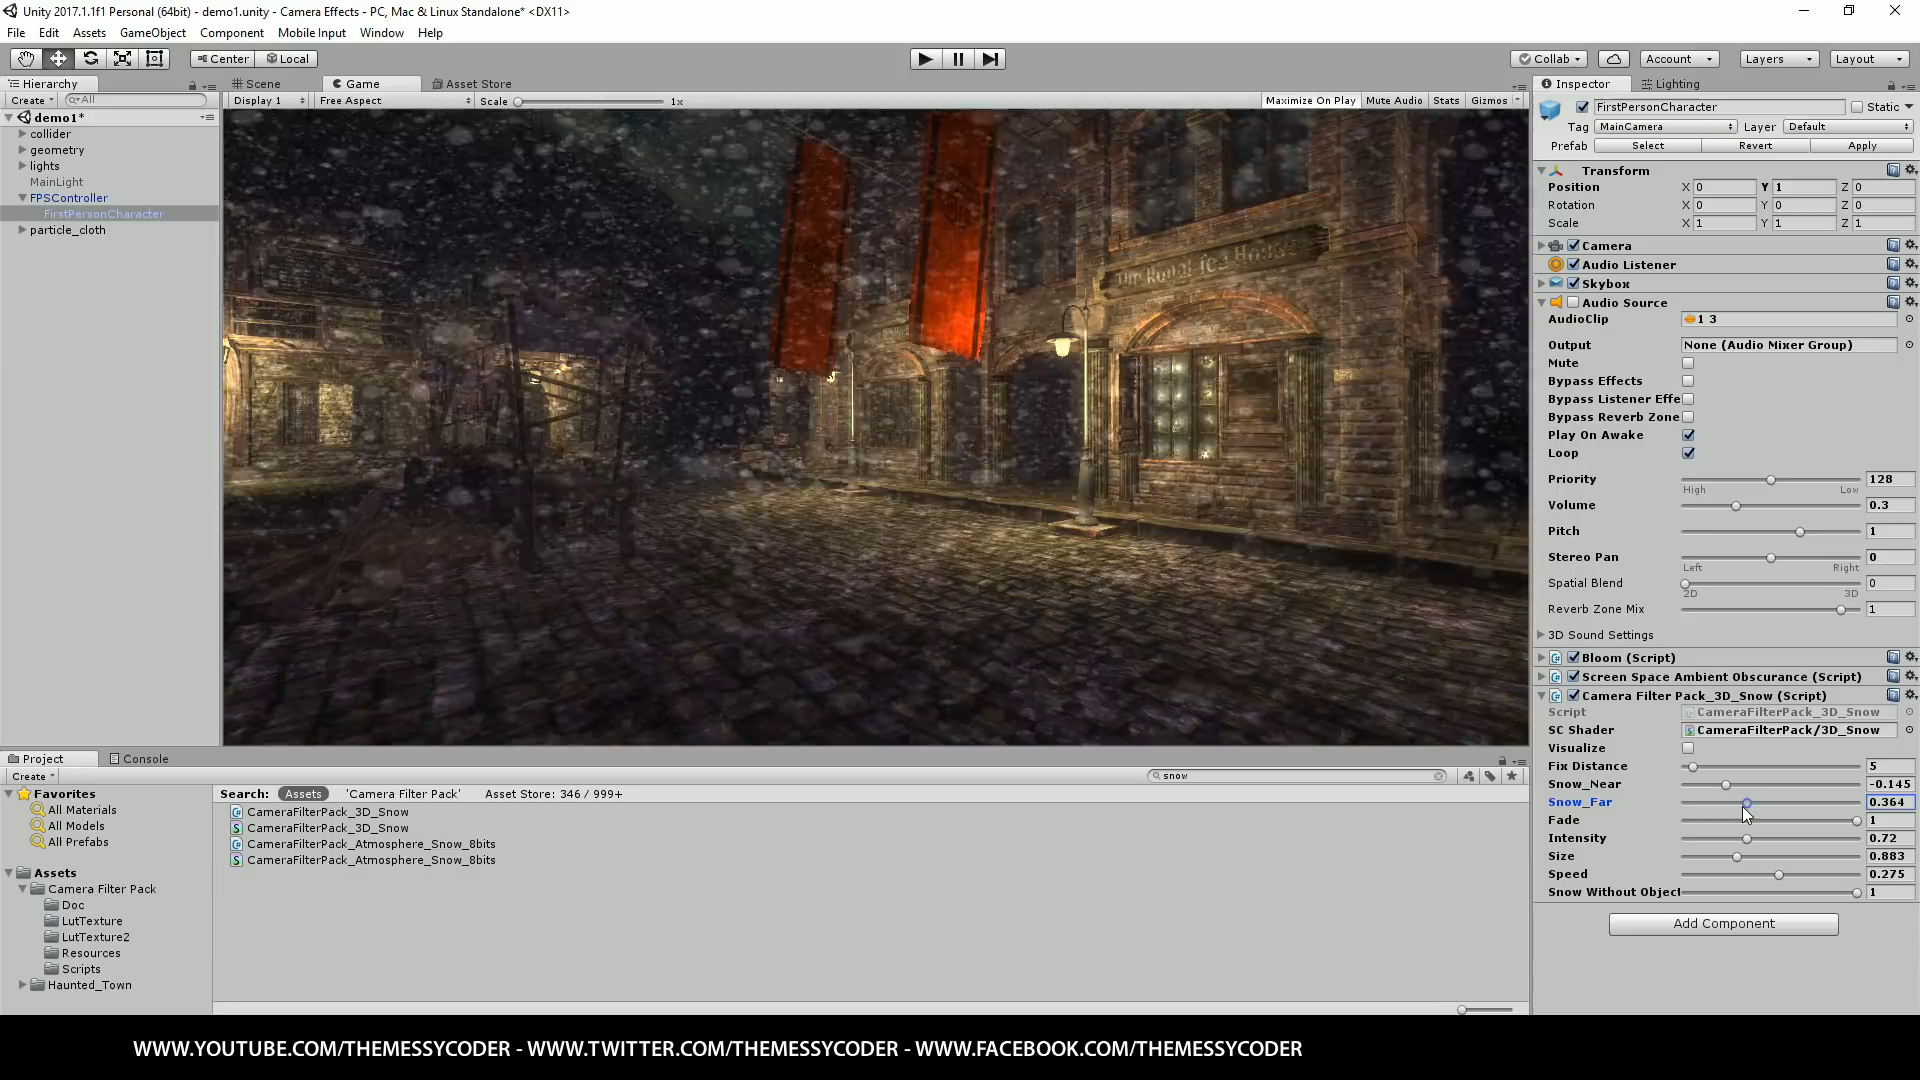 Unity 2017.1.1f1 Personal (64bit) - demo1.unity - Camera Effects - PC, Mac & Linux Standalone* <DX11>
File Edit Assets GameObject Component Mobile Input Window Help
Center Local
Collab Account Layers Layout
Hierarchy
Scene Game Asset Store
Inspector Lighting
Create All
Display 1 Free Aspect Scale 1x
Maximize On Play Mute Audio Stats Gizmos
demo1*
collider
geometry
lights
MainLight
FPSController
FirstPersonCharacter
particle_cloth
The Royal Tea House
FirstPersonCharacter Static
Tag MainCamera Layer Default
Prefab Select Revert Apply
Transform
Position X 0 Y 1 Z 0
Rotation X 0 Y 0 Z 0
Scale X 1 Y 1 Z 1
Camera
Audio Listener
Skybox
Audio Source
AudioClip 1 3
Output None (Audio Mixer Group)
Mute
Bypass Effects
Bypass Listener Effe
Bypass Reverb Zone
Play On Awake
Loop
Priority 128
High Low
Volume 0.3
Pitch 1
Stereo Pan 0
Left Right
Spatial Blend 0
2D 3D
Reverb Zone Mix 1
3D Sound Settings
Bloom (Script)
Screen Space Ambient Obscurance (Script)
Camera Filter Pack_3D_Snow (Script)
Script CameraFilterPack_3D_Snow
SC Shader CameraFilterPack/3D_Snow
Visualize
Fix Distance 5
Snow_Near -0.145
Snow_Far 0.364
Fade 1
Intensity 0.72
Size 0.883
Speed 0.275
Snow Without Object 1
Add Component
Project Console
Create snow
Favorites
All Materials
All Models
All Prefabs
Assets
Camera Filter Pack
Doc
LutTexture
LutTexture2
Resources
Scripts
Haunted_Town
Search: Assets 'Camera Filter Pack' Asset Store: 346 / 999+
CameraFilterPack_3D_Snow
CameraFilterPack_3D_Snow
CameraFilterPack_Atmosphere_Snow_8bits
CameraFilterPack_Atmosphere_Snow_8bits
WWW.YOUTUBE.COM/THEMESSYCODER - WWW.TWITTER.COM/THEMESSYCODER - WWW.FACEBOOK.COM/THEMESSYCODER